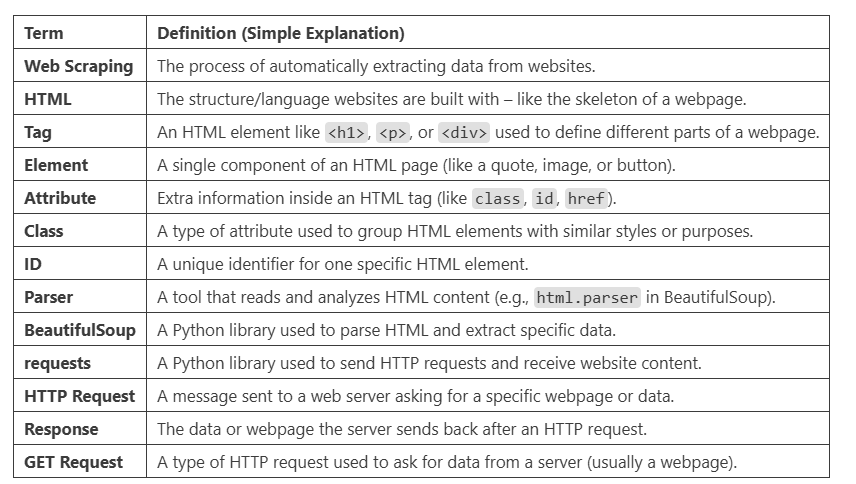 Term Definition (Simple Explanation)
Web Scraping The process of automatically extracting data from websites.
HTML The structure/language websites are built with – like the skeleton of a webpage.
Tag An HTML element like <h1>, <p>, or <div> used to define different parts of a webpage.
Element A single component of an HTML page (like a quote, image, or button).
Attribute Extra information inside an HTML tag (like class, id, href).
Class A type of attribute used to group HTML elements with similar styles or purposes.
ID A unique identifier for one specific HTML element.
Parser A tool that reads and analyzes HTML content (e.g., html.parser in BeautifulSoup).
BeautifulSoup A Python library used to parse HTML and extract specific data.
requests A Python library used to send HTTP requests and receive website content.
HTTP Request A message sent to a web server asking for a specific webpage or data.
Response The data or webpage the server sends back after an HTTP request.
GET Request A type of HTTP request used to ask for data from a server (usually a webpage).